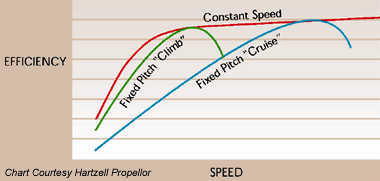 Constant Speed
EFFICIENCY
Fixed Pitch "Climb"
Fixed Pitch "Cruise"
Chart Courtesy Hartzell Propellor
SPEED